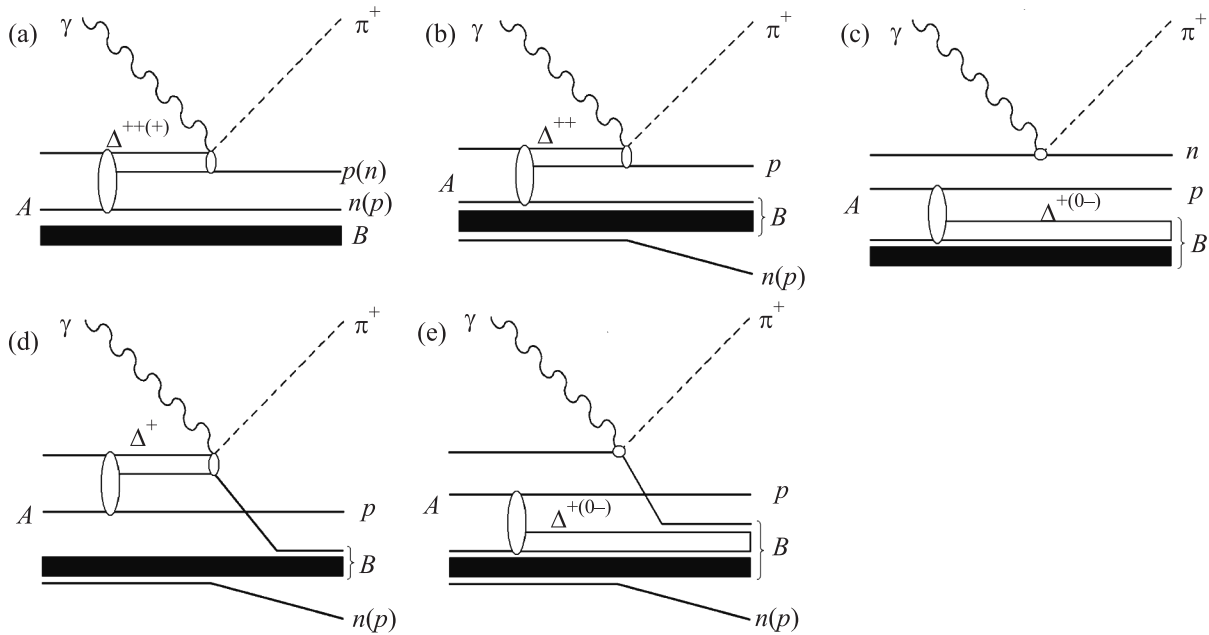 (a) γ π⁺
Δ⁺⁺⁽⁺⁾
p(n)
A n(p)
B
(b) γ π⁺
Δ⁺⁺
p
A
B
n(p)
(c) γ π⁺
n
p
A Δ⁺⁽⁰⁻⁾
B
(d) γ π⁺
Δ⁺
A p
B
n(p)
(e) γ π⁺
p
A Δ⁺⁽⁰⁻⁾
B
n(p)